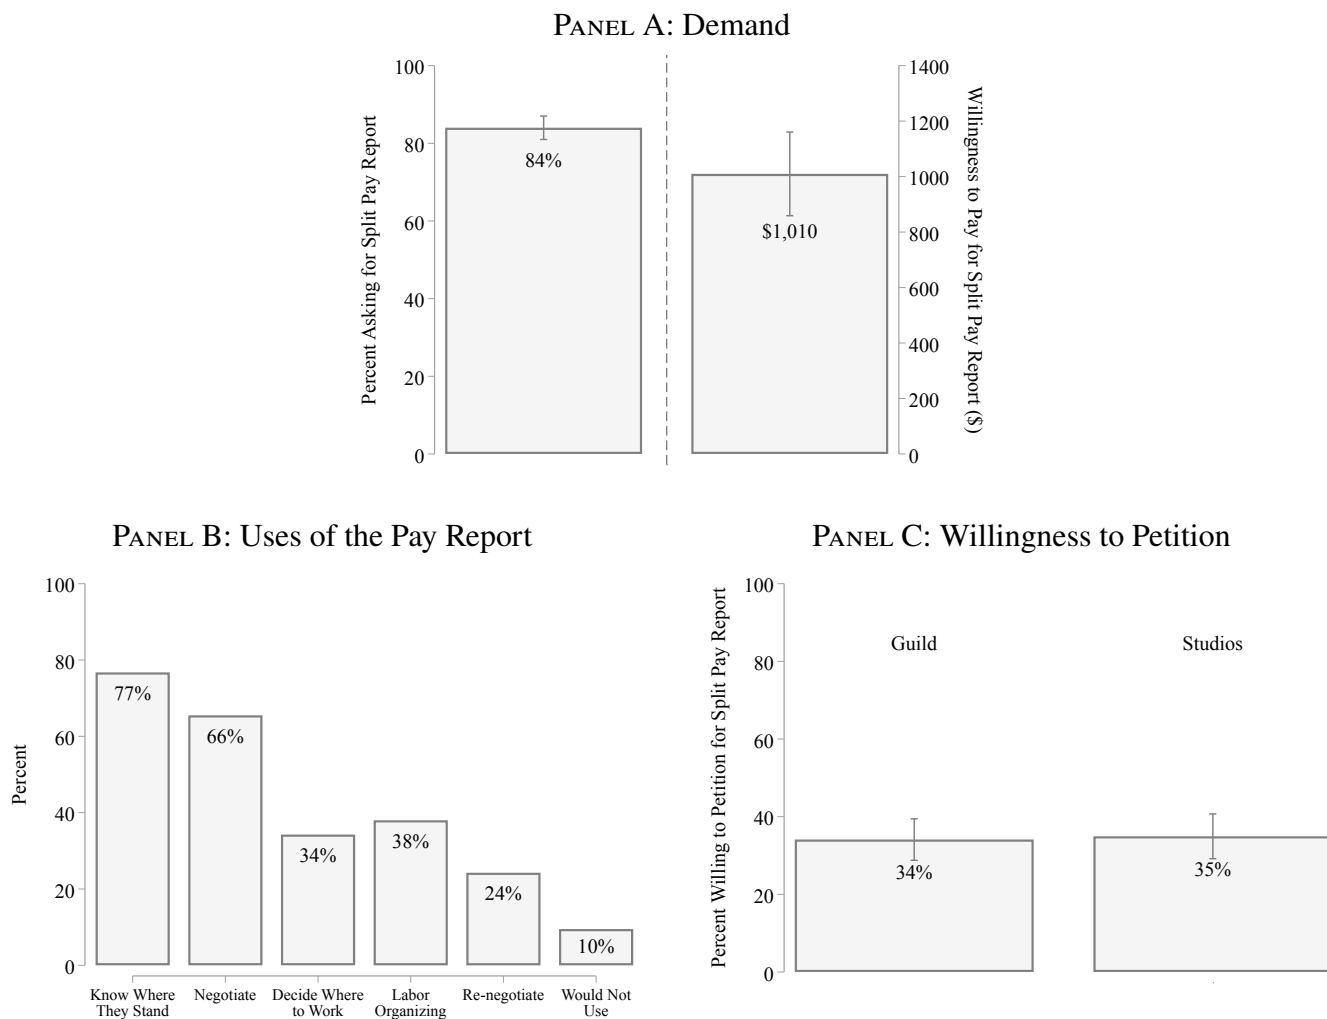 PANEL A: Demand
Percent Asking for Split Pay Report
100
80
60
40
20
0
84%
$1,010
1400
1200
1000
800
600
400
200
0
Willingness to Pay for Split Pay Report ($)
PANEL B: Uses of the Pay Report
Percent
100
80
60
40
20
0
77%
66%
34%
38%
24%
10%
Know Where
They Stand
Negotiate
Decide Where
to Work
Labor
Organizing
Re-negotiate
Would Not
Use
PANEL C: Willingness to Petition
Percent Willing to Petition for Split Pay Report
100
80
60
40
20
0
Guild
Studios
34%
35%